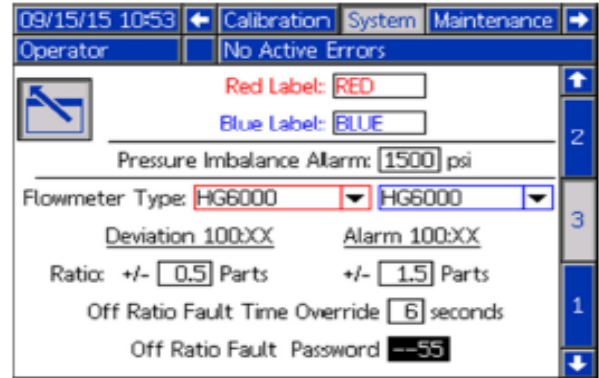 09/15/15 10:53 Calibration System Maintenance
Operator No Active Errors
Red Label: RED
Blue Label: BLUE
2
Pressure Imbalance Alarm: 1500 psi
Flowmeter Type: HG6000 HG6000
3
Deviation 100:XX Alarm 100:XX
Ratio: +/- 0.5 Parts +/- 1.5 Parts
Off Ratio Fault Time Override 6 seconds
1
Off Ratio Fault Password --55